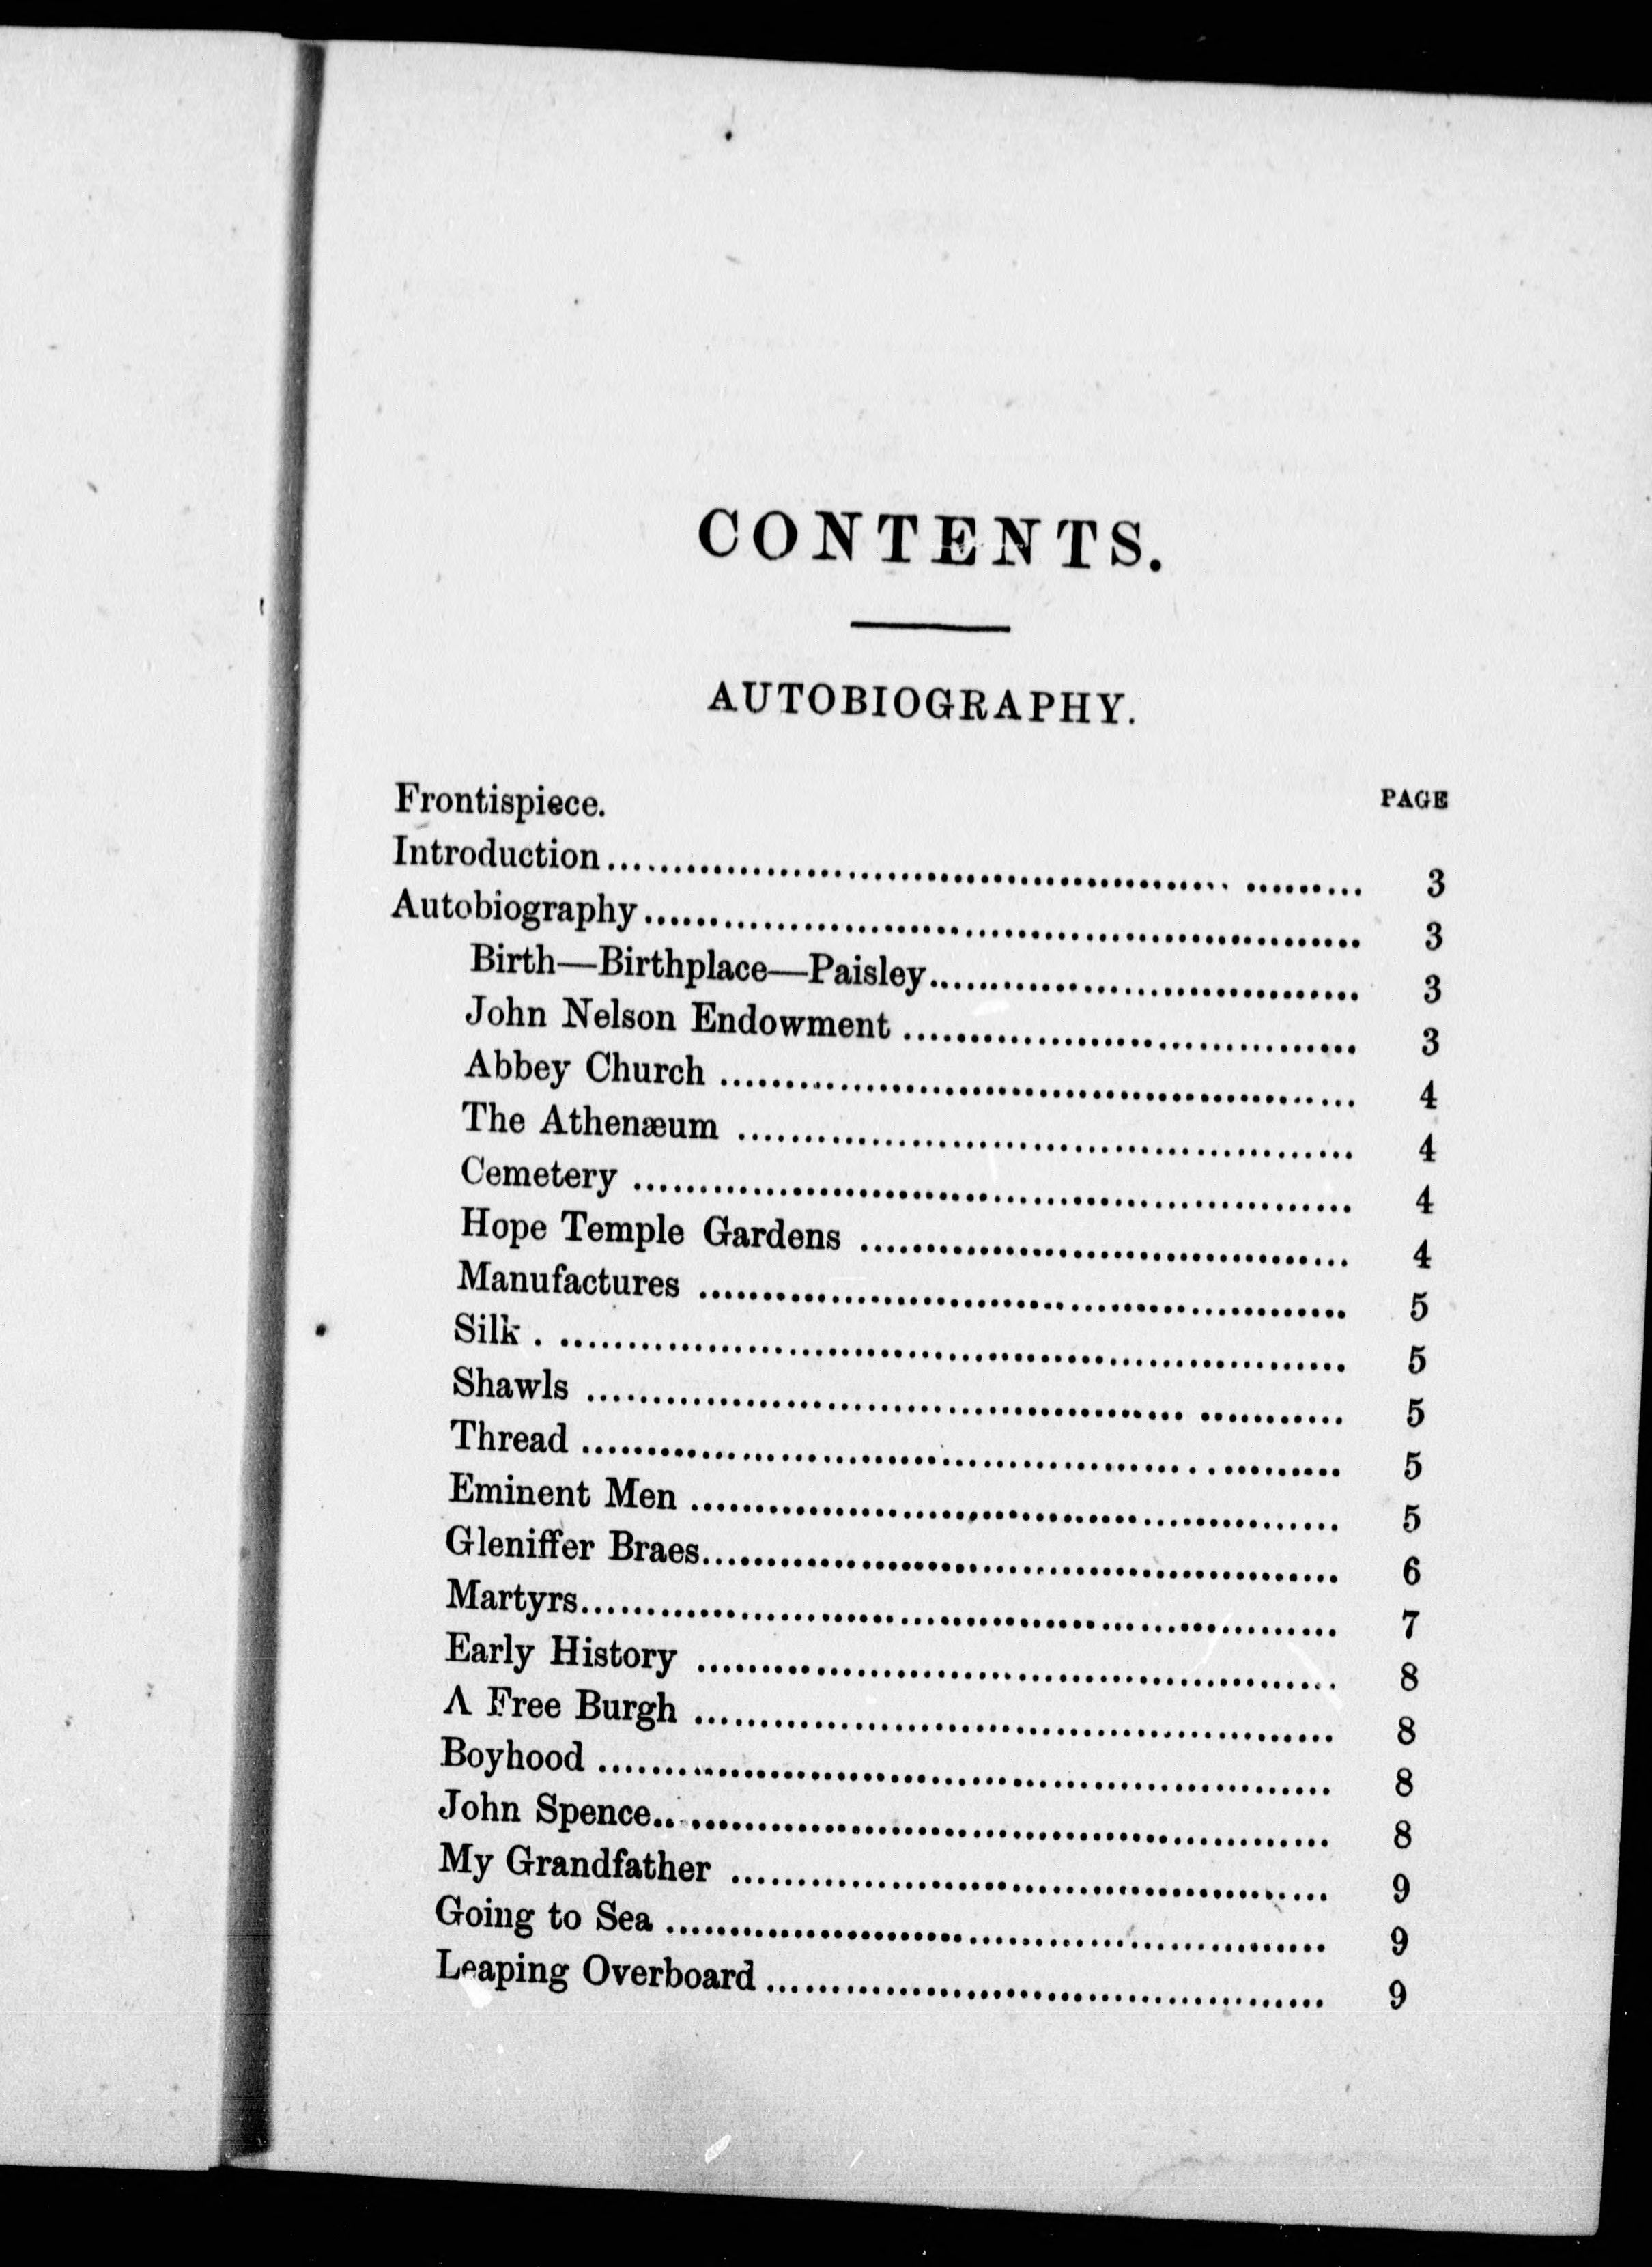 CONTENTS.
AUTOBIOGRAPHY.
PAGE
Frontispiece.
Introduction 3
Autobiography 3
Birth—Birthplace—Paisley 3
John Nelson Endowment 3
Abbey Church 4
The Athenæum 4
Cemetery 4
Hope Temple Gardens 4
Manufactures 5
Silk 5
Shawls 5
Thread 5
Eminent Men 5
Gleniffer Braes 6
Martyrs 7
Early History 8
A Free Burgh 8
Boyhood 8
John Spence 8
My Grandfather 9
Going to Sea 9
Leaping Overboard 9